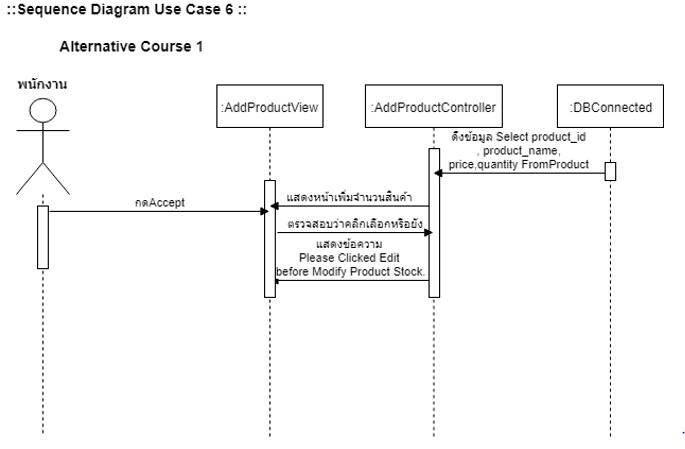 ::Sequence Diagram Use Case 6 ::
Alternative Course 1
พนักงาน
:AddProductView
:AddProductController
:DBConnected
ดึงข้อมูล Select product_id
, product_name,
price,quantity FromProduct
แสดงหน้าเพิ่มจำนวนสินค้า
กดAccept
ตรวจสอบว่าคลิกเลือกหรือยัง
แสดงข้อความ
Please Clicked Edit
before Modify Product Stock.